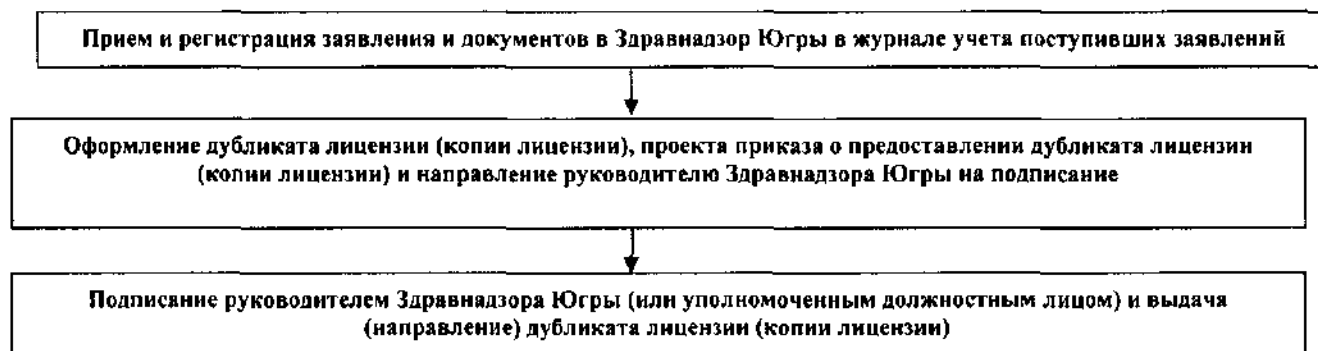 Прием и регистрация заявления и документов в Здравнадзор Югры в журнале учета поступивших заявлений
Оформление дубликата лицензии (копии лицензии), проекта приказа о предоставлении дубликата лицензии
(копии лицензии) и направление руководителю Здравнадзора Югры на подписание
Подписание руководителем Здравнадзора Югры (или уполномоченным должностным лицом) и выдача
(направление) дубликата лицензии (копии лицензии)